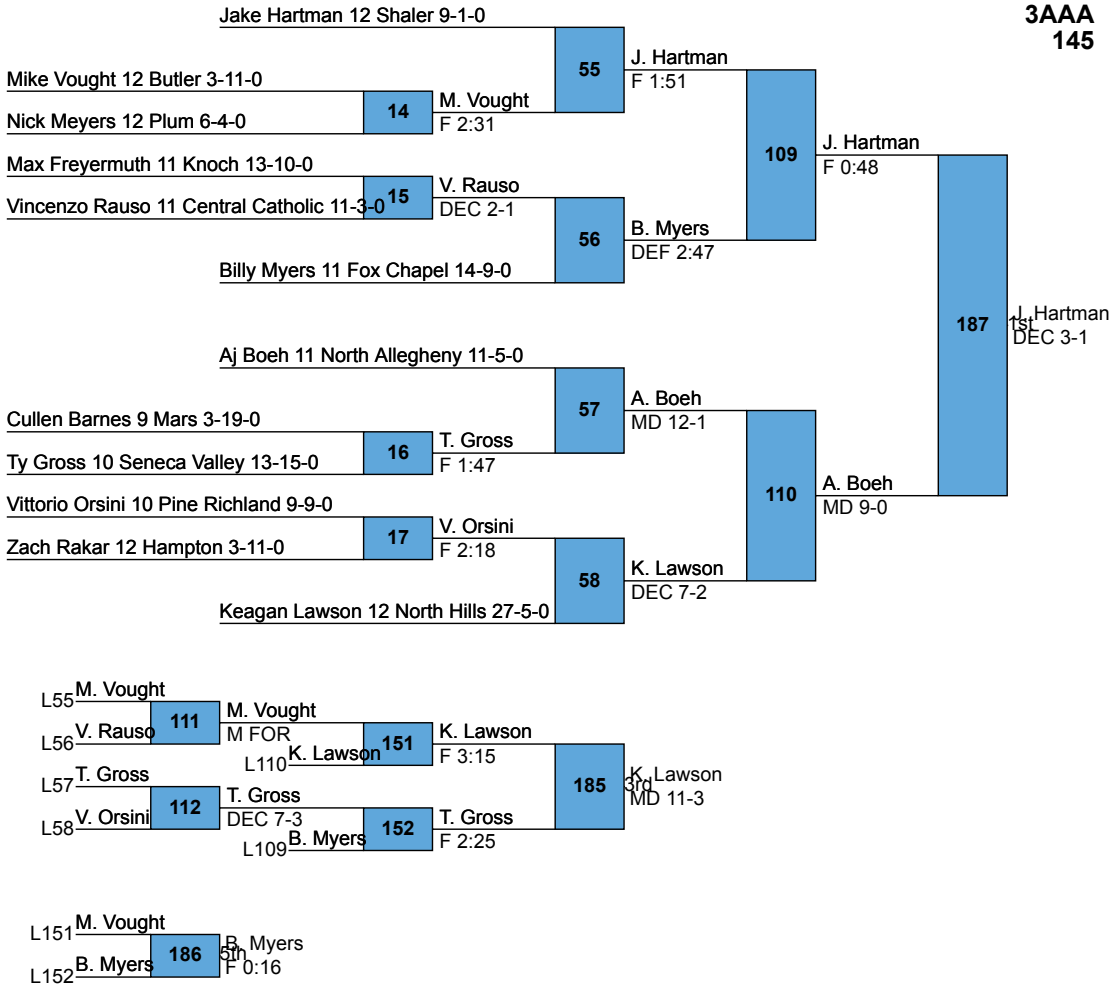 3AAA
145
Jake Hartman 12 Shaler 9-1-0
55
J. Hartman
F 1:51
Mike Vought 12 Butler 3-11-0
14
M. Vought
F 2:31
Nick Meyers 12 Plum 6-4-0
109
J. Hartman
F 0:48
Max Freyermuth 11 Knoch 13-10-0
15
V. Rauso
DEC 2-1
Vincenzo Rauso 11 Central Catholic 11-3-0
56
B. Myers
DEF 2:47
Billy Myers 11 Fox Chapel 14-9-0
187
J. Hartman
1st
DEC 3-1
Aj Boeh 11 North Allegheny 11-5-0
57
A. Boeh
MD 12-1
Cullen Barnes 9 Mars 3-19-0
16
T. Gross
F 1:47
Ty Gross 10 Seneca Valley 13-15-0
110
A. Boeh
MD 9-0
Vittorio Orsini 10 Pine Richland 9-9-0
17
V. Orsini
F 2:18
Zach Rakar 12 Hampton 3-11-0
58
K. Lawson
DEC 7-2
Keagan Lawson 12 North Hills 27-5-0
L55 M. Vought
111
M. Vought
M FOR
L56 V. Rauso
151
K. Lawson
F 3:15
L110 K. Lawson
L57 T. Gross
185
K. Lawson
3rd
MD 11-3
112
T. Gross
DEC 7-3
L58 V. Orsini
152
T. Gross
F 2:25
L109 B. Myers
L151 M. Vought
186
B. Myers
5th
F 0:16
L152 B. Myers